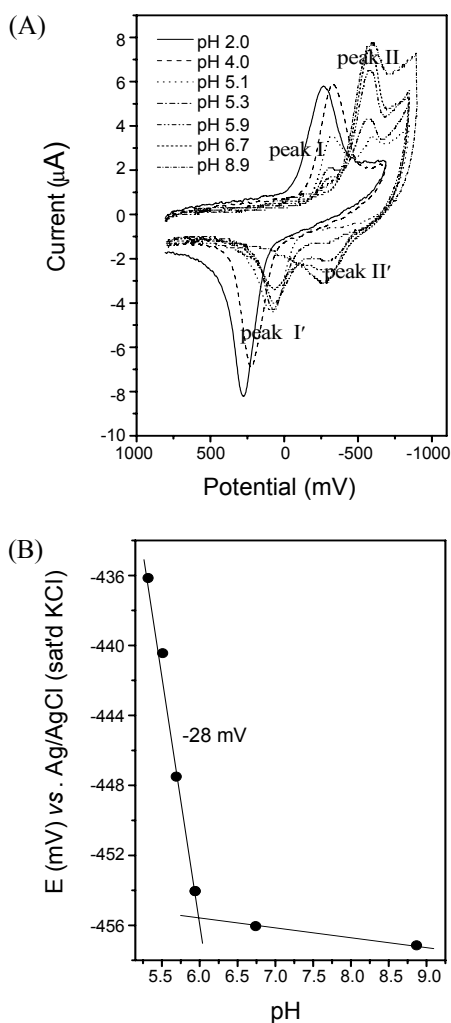 (A)
8
6
4
2
0
-2
-4
-6
-8
-10
Current (μA)
pH 2.0
pH 4.0
pH 5.1
pH 5.3
pH 5.9
pH 6.7
pH 8.9
peak II
peak I
peak II′
peak I′
1000 500 0 -500 -1000
Potential (mV)
(B)
-436
-440
-444
-448
-452
-456
E (mV) vs. Ag/AgCl (sat'd KCl)
-28 mV
5.5 6.0 6.5 7.0 7.5 8.0 8.5 9.0
pH